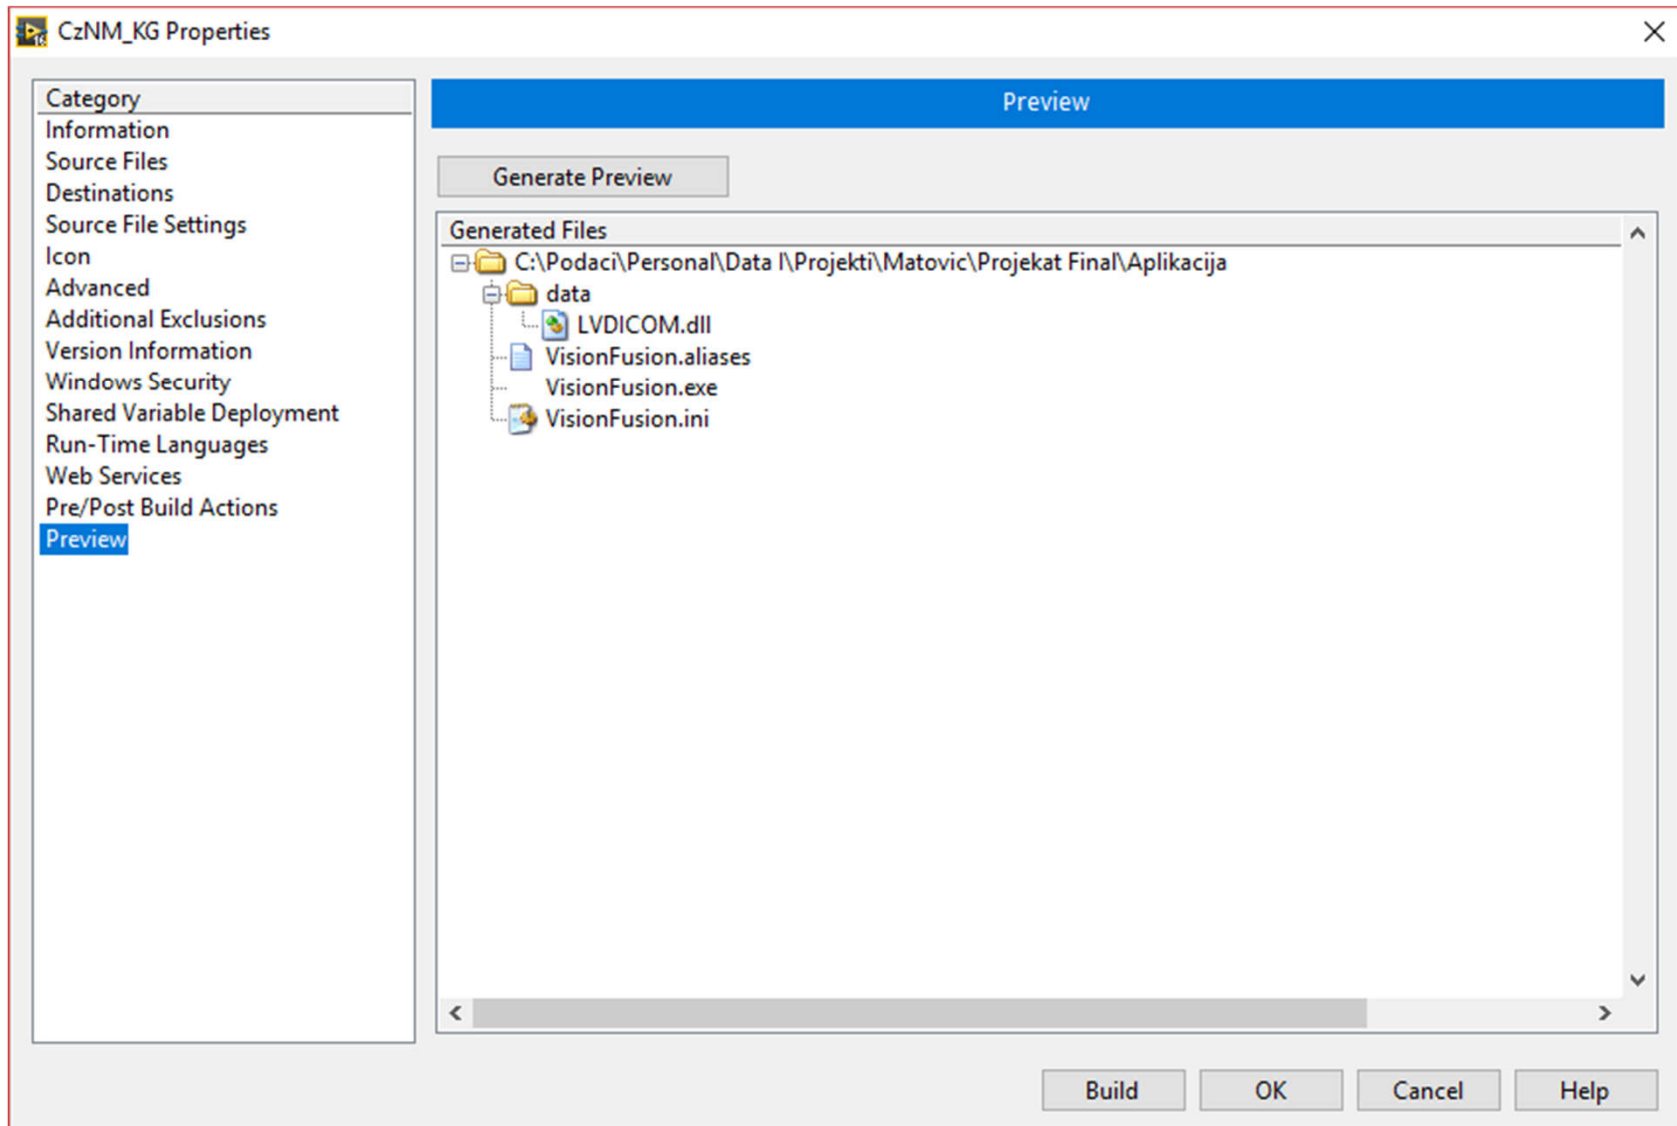 CzNM_KG Properties
Category
Information
Source Files
Destinations
Source File Settings
Icon
Advanced
Additional Exclusions
Version Information
Windows Security
Shared Variable Deployment
Run-Time Languages
Web Services
Pre/Post Build Actions
Preview
Preview
Generate Preview
Generated Files
C:\Podaci\Personal\Data I\Projekti\Matovic\Projekat Final\Aplikacija
data
LVDICOM.dll
VisionFusion.aliases
VisionFusion.exe
VisionFusion.ini
Build OK Cancel Help